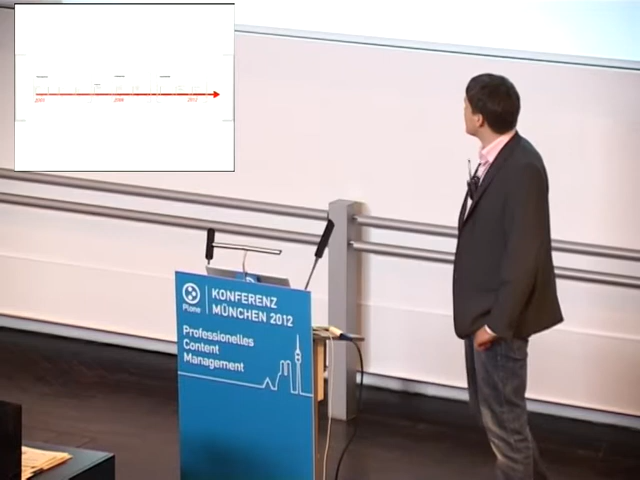 Plone
KONFERENZ
MÜNCHEN 2012
Professionelles
Content
Management